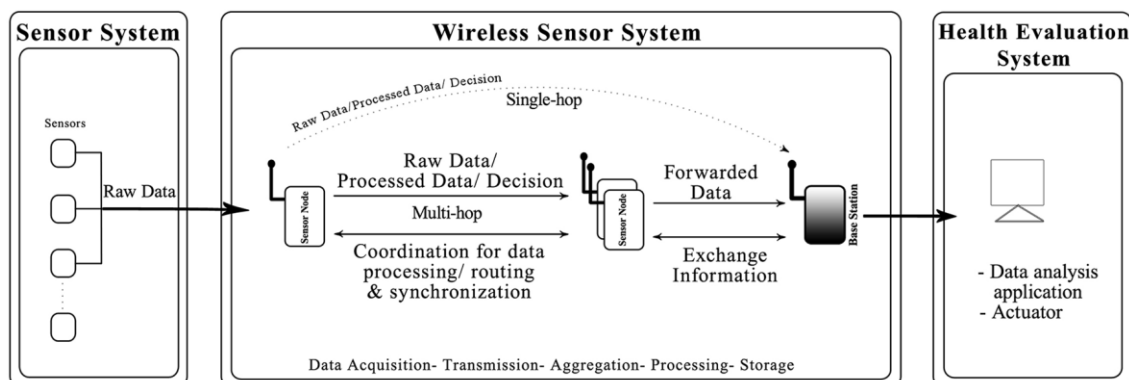 Sensor System
Sensors
Raw Data
Wireless Sensor System
Raw Data/Processed Data/ Decision
Single-hop
Sensor Node
Raw Data/
Processed Data/ Decision
Multi-hop
Coordination for data
processing/ routing
& synchronization
Sensor Node
Forwarded
Data
Exchange
Information
Base Station
Data Acquisition- Transmission- Aggregation- Processing- Storage
Health Evaluation
System
- Data analysis
application
- Actuator